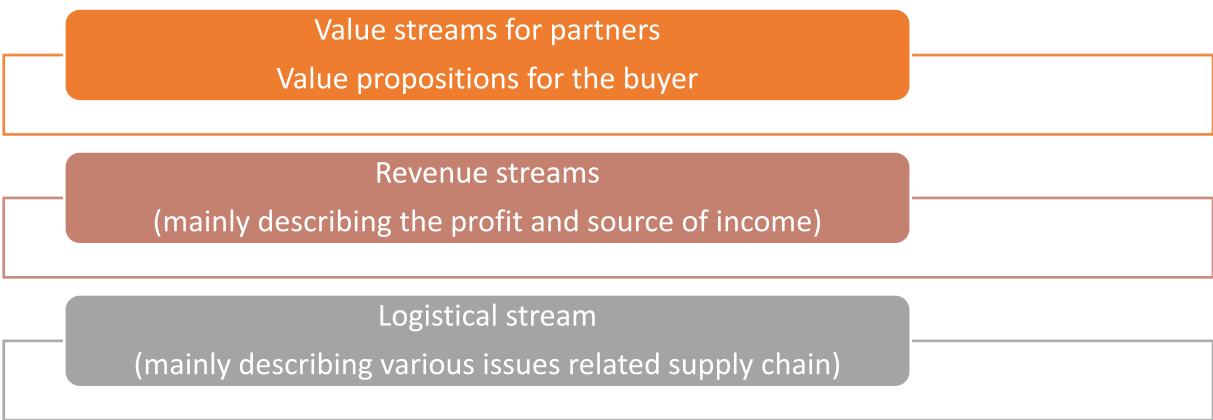 Value streams for partners
Value propositions for the buyer
Revenue streams
(mainly describing the profit and source of income)
Logistical stream
(mainly describing various issues related supply chain)